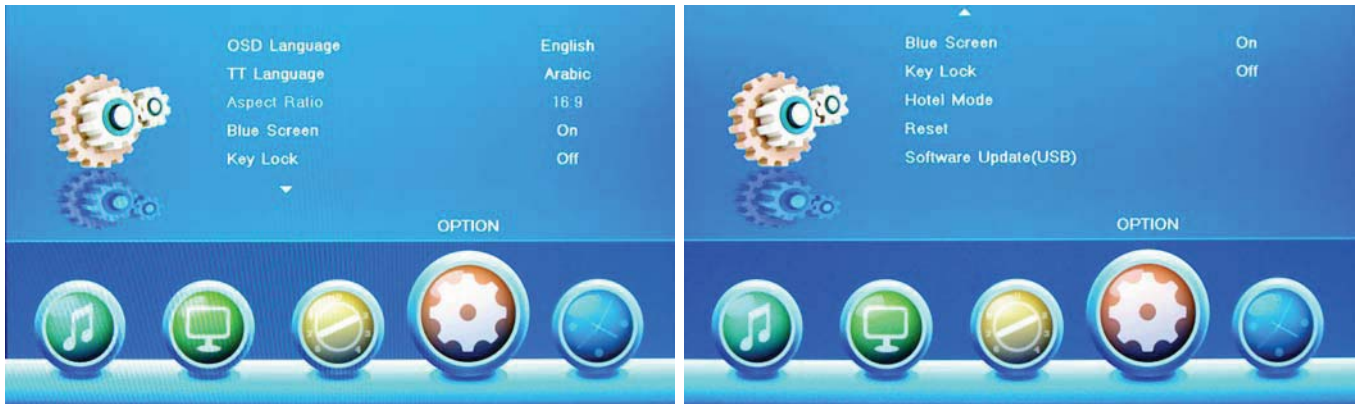 OSD Language English
TT Language Arabic
Aspect Ratio 16:9
Blue Screen On
Key Lock Off
OPTION
Blue Screen On
Key Lock Off
Hotel Mode
Reset
Software Update(USB)
OPTION